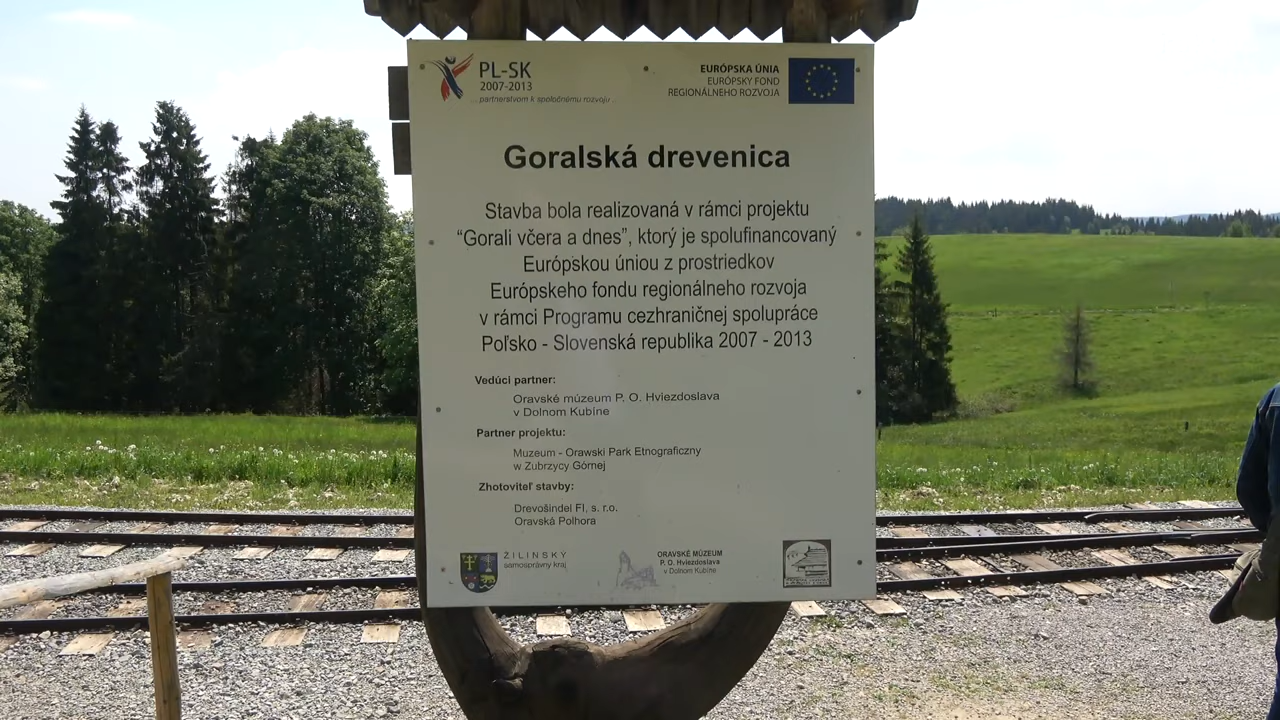 PL-SK
2007-2013
... partnerstvom k spoločnému rozvoju ...
EURÓPSKA ÚNIA
EURÓPSKY FOND
REGIONÁLNEHO ROZVOJA
Goralská drevenica
Stavba bola realizovaná v rámci projektu
“Gorali včera a dnes”, ktorý je spolufinancovaný
Európskou úniou z prostriedkov
Európskeho fondu regionálneho rozvoja
v rámci Programu cezhraničnej spolupráce
Poľsko - Slovenská republika 2007 - 2013
Vedúci partner:
Oravské múzeum P. O. Hviezdoslava
v Dolnom Kubíne
Partner projektu:
Muzeum - Orawski Park Etnograficzny
w Zubrzycy Górnej
Zhotoviteľ stavby:
Drevošindel FI, s. r.o.
Oravská Polhora
ŽILINSKÝ
samosprávny kraj
ORAVSKÉ MÚZEUM
P. O. Hviezdoslava
v Dolnom Kubíne